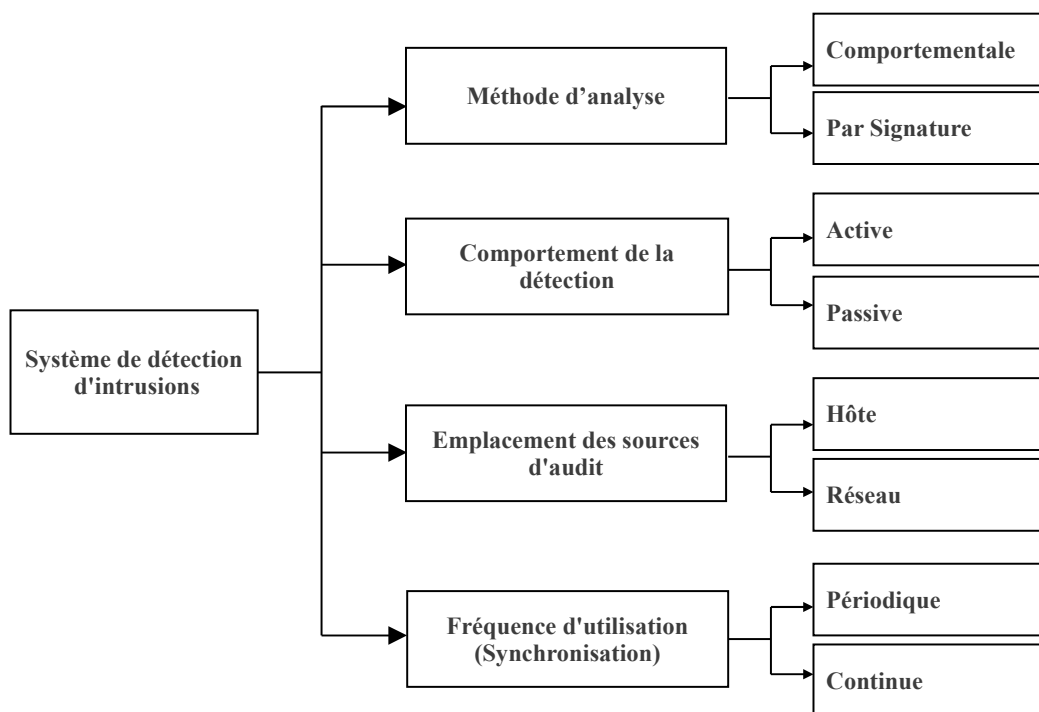 Système de détection
d'intrusions
Méthode d’analyse
Comportementale
Par Signature
Comportement de la
détection
Active
Passive
Emplacement des sources
d'audit
Hôte
Réseau
Fréquence d'utilisation
(Synchronisation)
Périodique
Continue